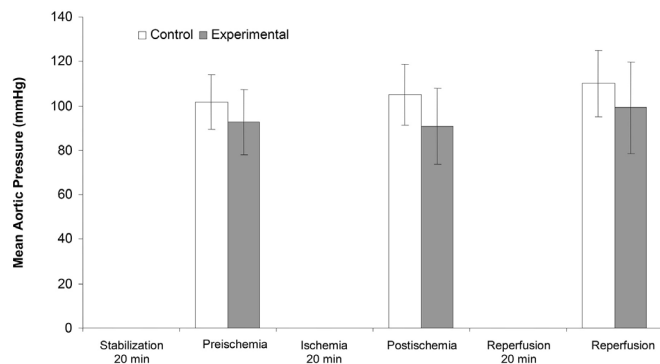 140
120
100
80
60
40
20
0
Mean Aortic Pressure (mmHg)
Control Experimental
Stabilization
20 min
Preischemia
Ischemia
20 min
Postischemia
Reperfusion
20 min
Reperfusion